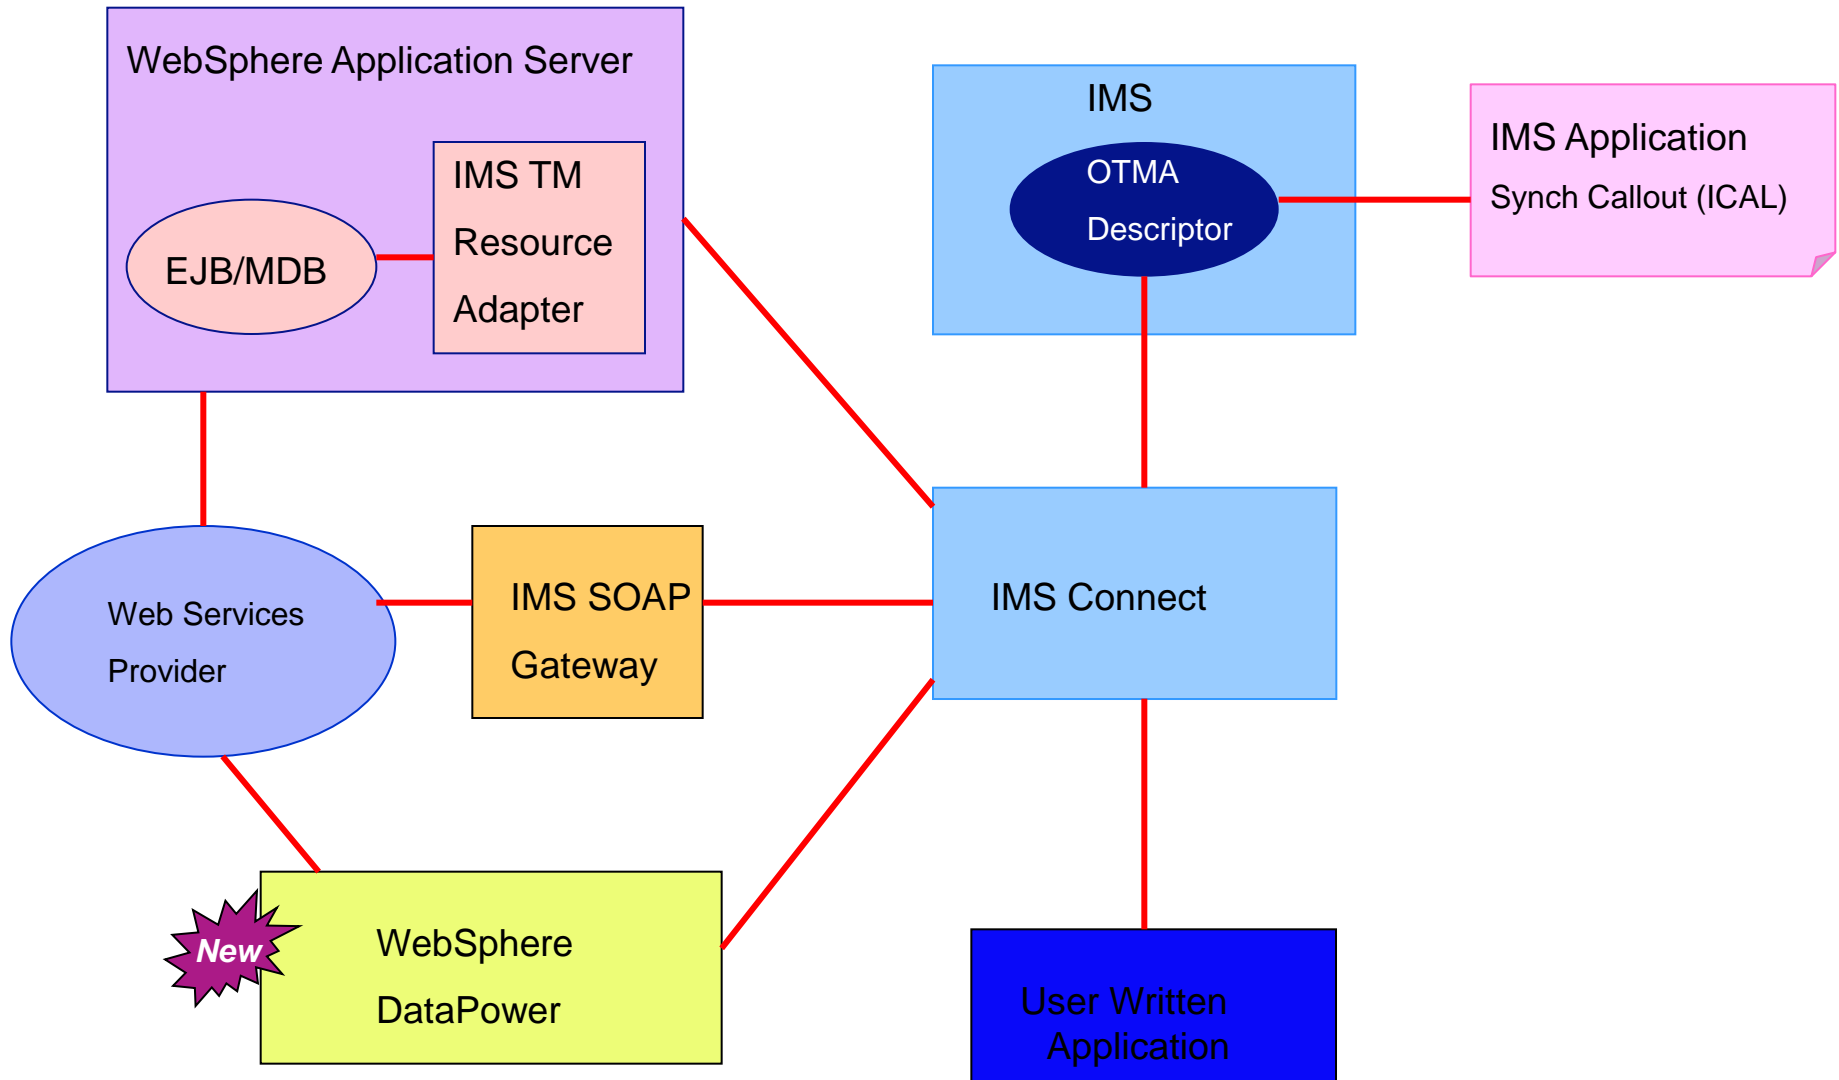 WebSphere Application Server
EJB/MDB
IMS TM
Resource
Adapter
IMS
OTMA
Descriptor
IMS Application
Synch Callout (ICAL)
Web Services
Provider
IMS SOAP
Gateway
IMS Connect
New
WebSphere
DataPower
User Written
Application